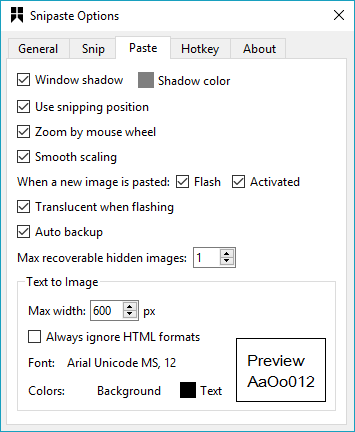 Snipaste Options
General Snip Paste Hotkey About
Window shadow Shadow color
Use snipping position
Zoom by mouse wheel
Smooth scaling
When a new image is pasted: Flash Activated
Translucent when flashing
Auto backup
Max recoverable hidden images: 1
Text to Image
Max width: 600 px
Always ignore HTML formats
Font: Arial Unicode MS, 12
Colors: Background Text
Preview
AaOo012